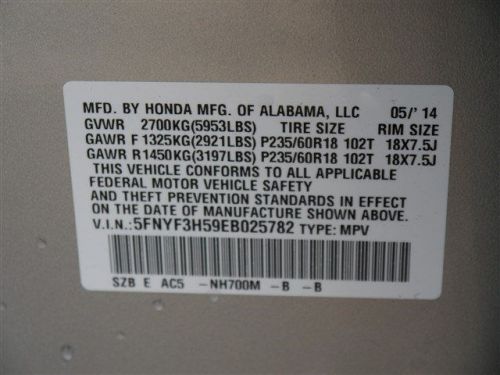 MFD. BY HONDA MFG. OF ALABAMA, LLC 05/'14
GVWR 2700KG(5953LBS) TIRE SIZE RIM SIZE
GAWR F 1325KG(2921LBS) P235/60R18 102T 18X7.5J
GAWR R1450KG(3197LBS) P235/60R18 102T 18X7.5J
THIS VEHICLE CONFORMS TO ALL APPLICABLE
FEDERAL MOTOR VEHICLE SAFETY
AND THEFT PREVENTION STANDARDS IN EFFECT ON
THE DATE OF MANUFACTURE SHOWN ABOVE.
V.I.N.:5FNYF3H59EB025782 TYPE: MPV
SZB E AC5 -NH700M -B -B